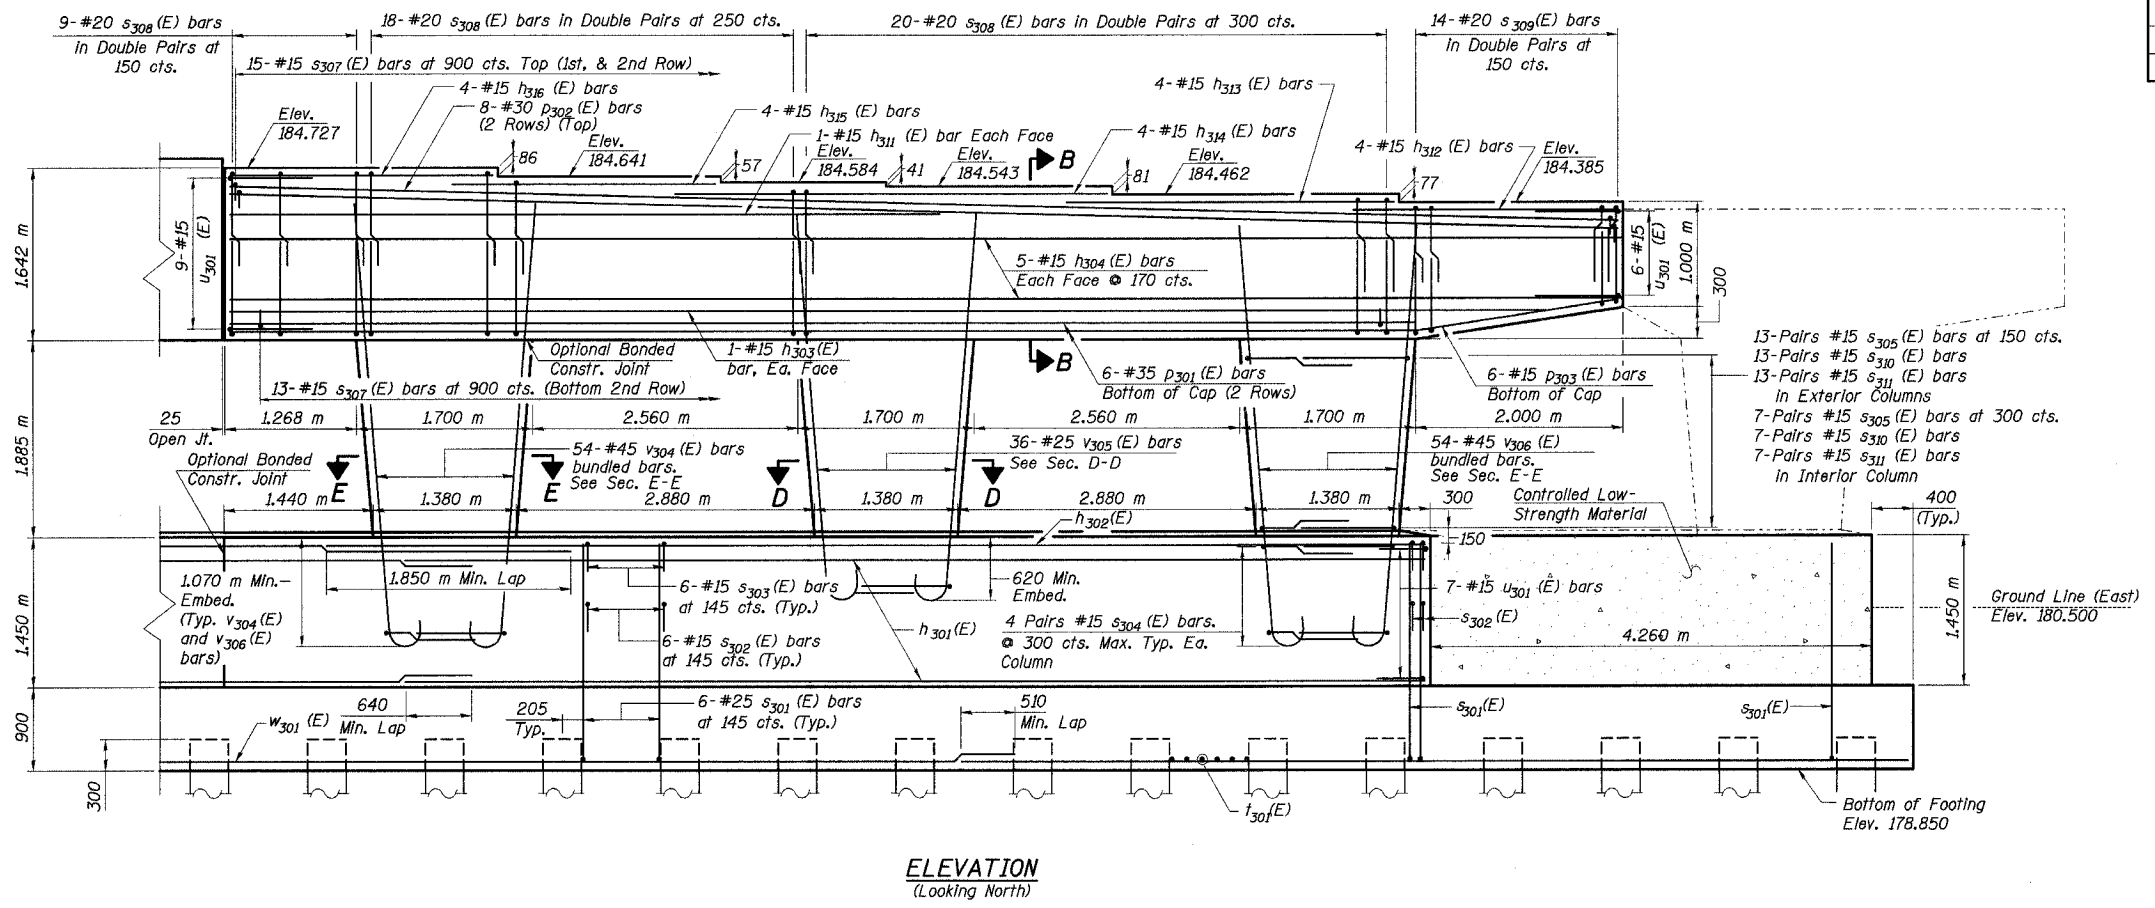 9-#20 s308 (E) bars
in Double Pairs at
150 cts.
18-#20 s308 (E) bars in Double Pairs at 250 cts.
20-#20 s308 (E) bars in Double Pairs at 300 cts.
14-#20 s309(E) bars
in Double Pairs at
150 cts.
15-#15 s307(E) bars at 900 cts. Top (1st, & 2nd Row)
4-#15 h316 (E) bars
8-#30 p302(E) bars
(2 Rows) (Top)
4-#15 h315 (E) bars
1-#15 h311 (E) bar Each Face
4-#15 h313(E) bars
4-#15 h314(E) bars
4-#15 h312 (E) bars
Elev.
184.727
86
Elev.
184.641
57
Elev.
184.584
41
Elev.
184.543
B
81
Elev.
184.462
77
Elev.
184.385
1.642 m
9-#15
u301 (E)
5-#15 h304(E) bars
Each Face @ 170 cts.
6-#15
u301 (E)
1.000 m
300
Optional Bonded
Constr. Joint
1-#15 h303(E)
bar, Ea. Face
B
6-#35 p301(E) bars
Bottom of Cap (2 Rows)
6-#15 p303(E) bars
Bottom of Cap
13-Pairs #15 s305(E) bars at 150 cts.
13-Pairs #15 s310 (E) bars
13-Pairs #15 s311 (E) bars
in Exterior Columns
7-Pairs #15 s305(E) bars at 300 cts.
7-Pairs #15 s310 (E) bars
7-Pairs #15 s311 (E) bars
in Interior Column
13-#15 s307(E) bars at 900 cts. (Bottom 2nd Row)
25
Open Jt.
1.268 m
1.700 m
2.560 m
1.700 m
2.560 m
1.700 m
2.000 m
1.885 m
Optional Bonded
Constr. Joint
54-#45 v304(E) bars
bundled bars.
See Sec. E-E
36-#25 v305(E) bars
See Sec. D-D
54-#45 v306(E)
bundled bars.
See Sec. E-E
E
E
D
D
1.440 m
1.380 m
2.880 m
1.380 m
2.880 m
1.380 m
300
Controlled Low-
Strength Material
400
(Typ.)
h302(E)
150
1.450 m
1.070 m Min.
Embed.
(Typ. v304(E)
and v306(E)
bars)
1.850 m Min. Lap
6-#15 s303(E) bars
at 145 cts. (Typ.)
6-#15 s302(E) bars
at 145 cts. (Typ.)
620 Min.
Embed.
h301(E)
4 Pairs #15 s304(E) bars.
@ 300 cts. Max. Typ. Ea.
Column
7-#15 u301(E) bars
s302(E)
4.260 m
1.450 m
Ground Line (East)
Elev. 180.500
900
w301 (E)
640
Min. Lap
205
Typ.
6-#25 s301(E) bars
at 145 cts. (Typ.)
510
Min. Lap
s301(E)
s301(E)
300
t301(E)
Bottom of Footing
Elev. 178.850
ELEVATION
(Looking North)